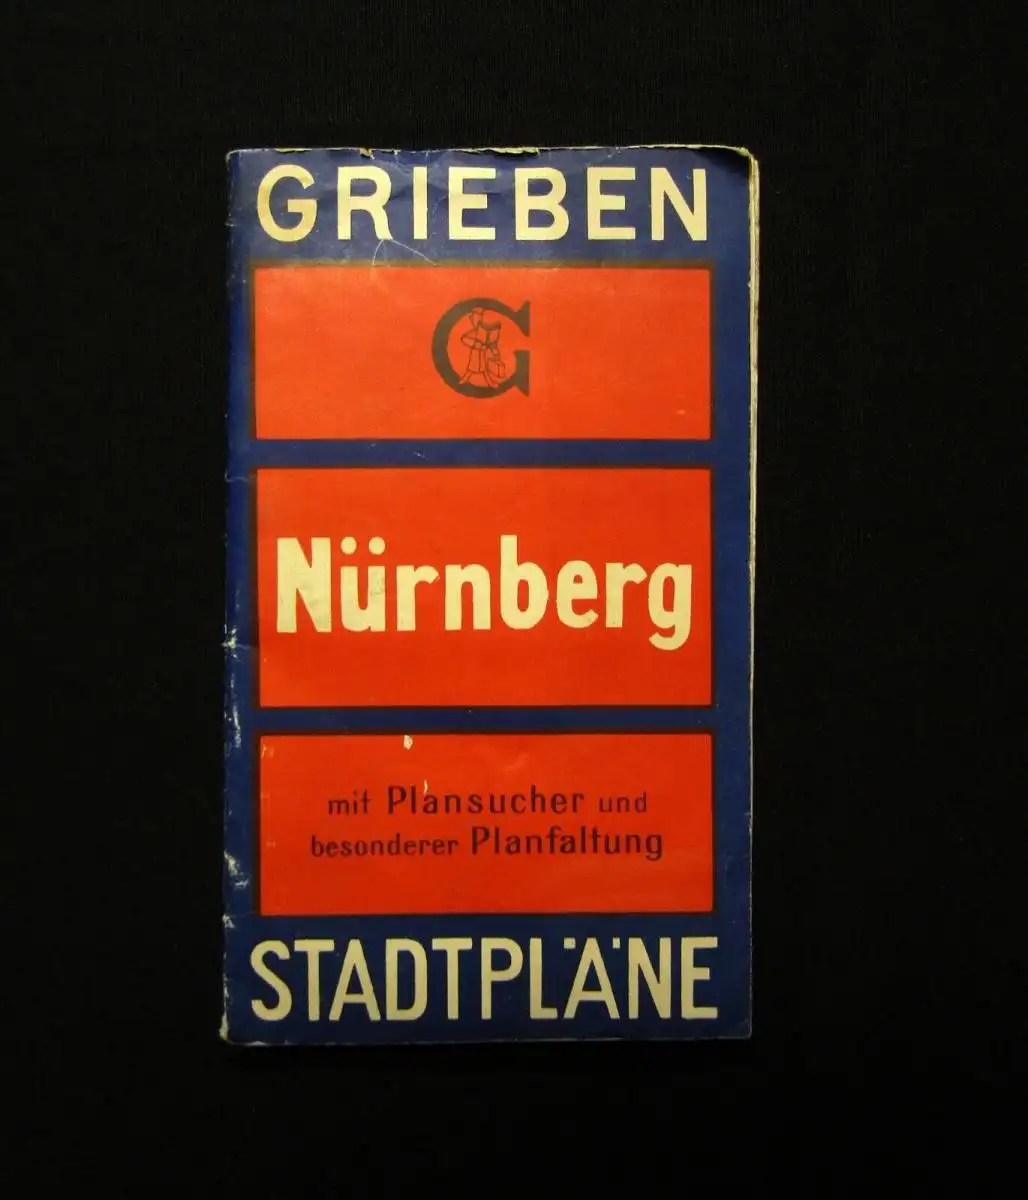 GRIEBEN
G
Nürnberg
mit Plansucher und
besonderer Planfaltung
STADTPLÄNE